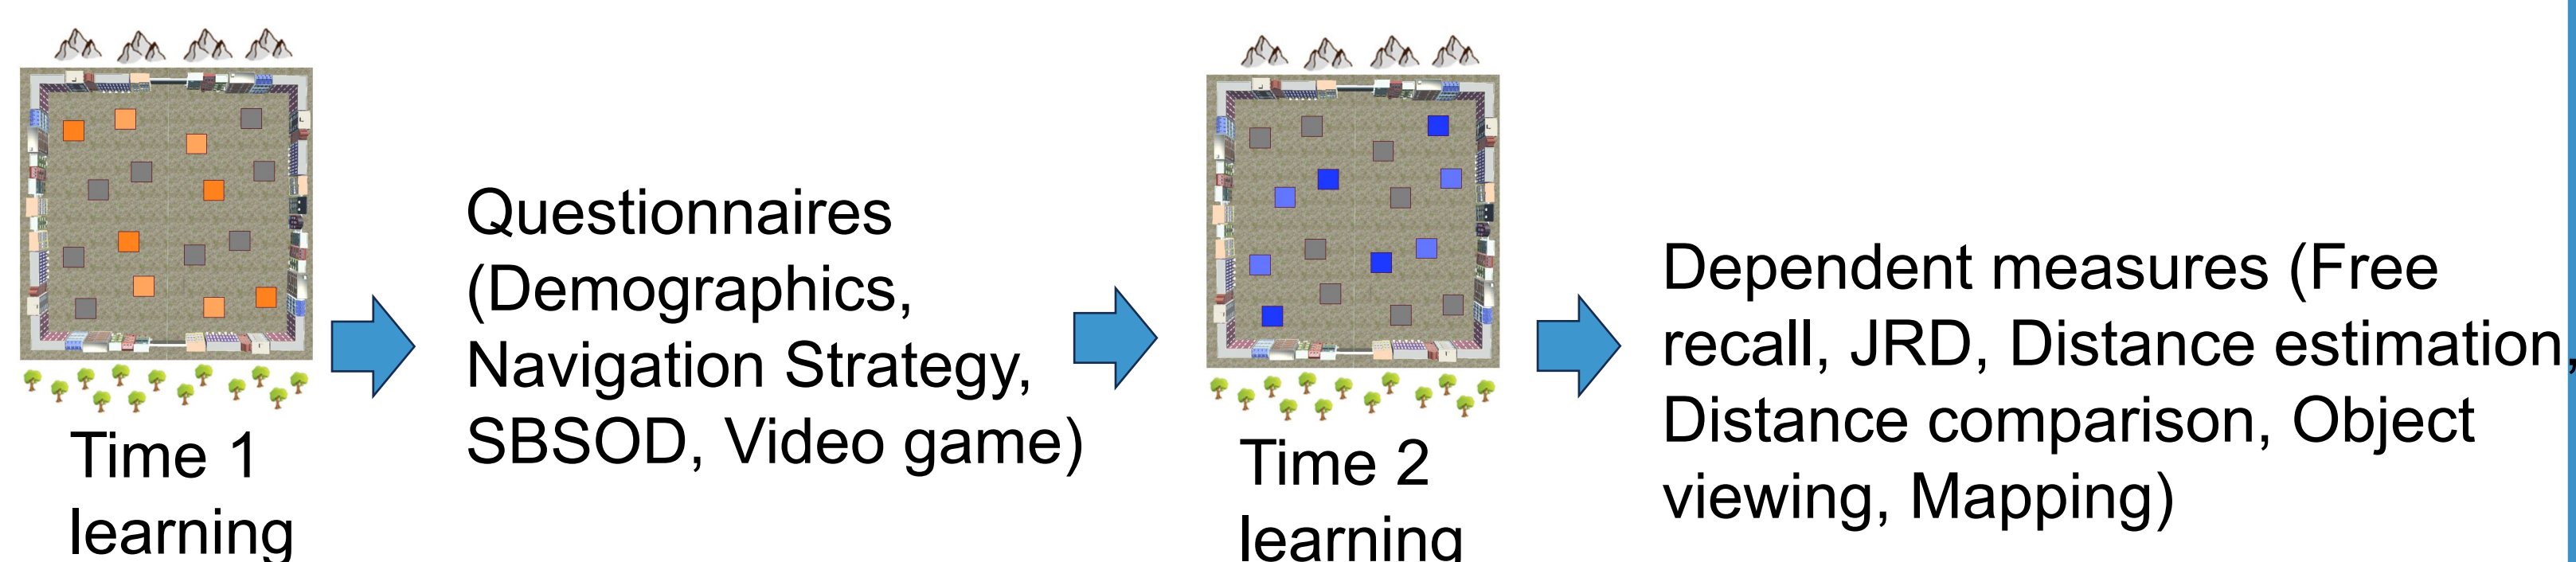 Time 1
learning
Questionnaires
(Demographics,
Navigation Strategy,
SBSOD, Video game)
Time 2
learning
Dependent measures (Free
recall, JRD, Distance estimation,
Distance comparison, Object
viewing, Mapping)